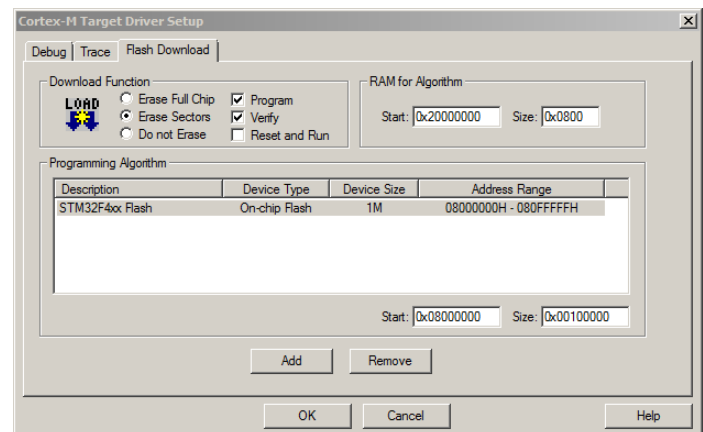 Cortex-M Target Driver Setup
Debug Trace Flash Download
Download Function
LOAD
Erase Full Chip Program
Erase Sectors Verify
Do not Erase Reset and Run
RAM for Algorithm
Start: 0x20000000 Size: 0x0800
Programming Algorithm
Description Device Type Device Size Address Range
STM32F4xx Flash On-chip Flash 1M 08000000H - 080FFFFFH
Start: 0x08000000 Size: 0x00100000
Add Remove
OK Cancel Help